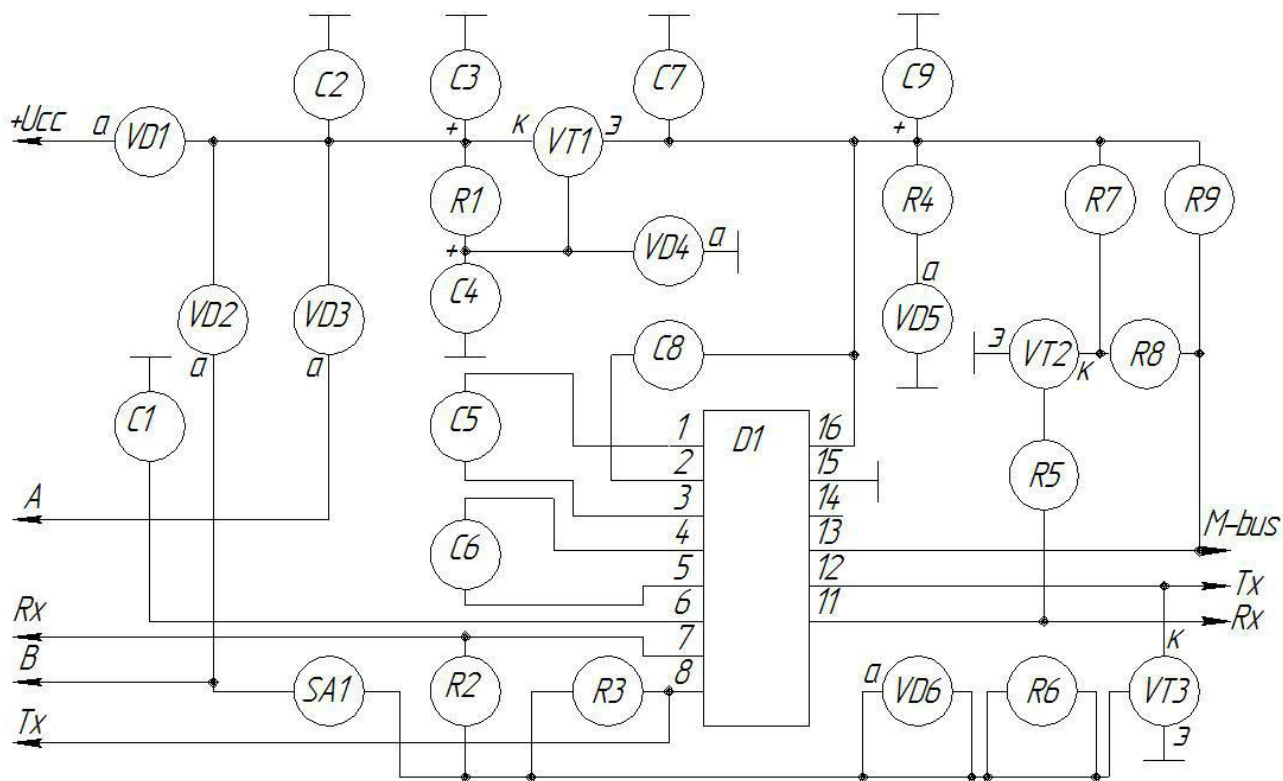 C2 C3 C7 C9
+Ucc а VD1 + к VT1 э +
R1 R4 R7 R9
+ VD4 а
C4 а
VD2 VD3 C8 VD5 э VT2 к R8
а а
C1 C5 1 D1 16
2 15 R5
A 3 14
C6 4 13 M-bus
5 12 Tx
Rx 6 11 Rx
B 7 к
SA1 R2 R3 8 а VD6 R6 VT3
Tx э